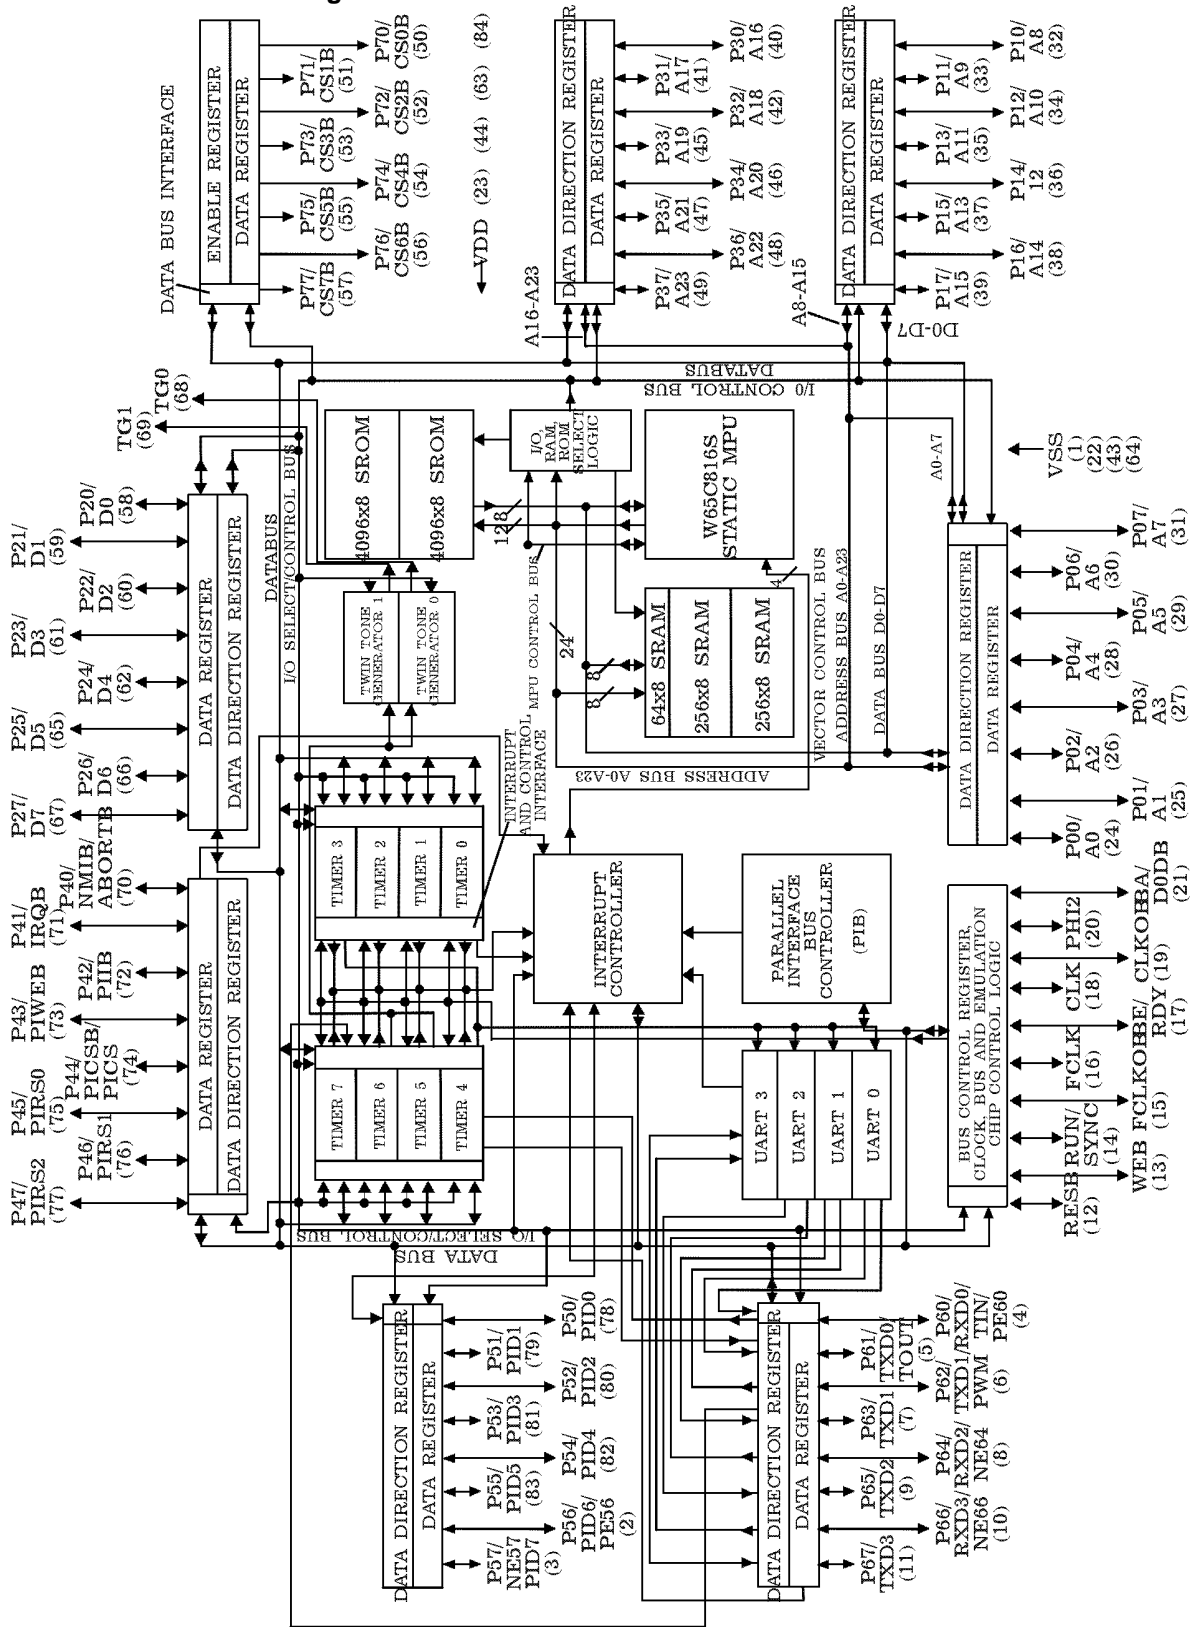 DATA BUS INTERFACE
ENABLE REGISTER
DATA REGISTER
P77/
CS7B
(57)
P76/
CS6B
(56)
P75/
CS5B
(55)
P74/
CS4B
(54)
P73/
CS3B
(53)
P72/
CS2B
(52)
P71/
CS1B
(51)
P70/
CS0B
(50)
VDD (23) (44) (63) (84)
A16-A23
DATA DIRECTION REGISTER
DATA REGISTER
P37/
A23
(49)
P36/
A22
(48)
P35/
A21
(47)
P34/
A20
(46)
P33/
A19
(45)
P32/
A18
(42)
P31/
A17
(41)
P30/
A16
(40)
A8-A15
D0-D7
DATA DIRECTION REGISTER
DATA REGISTER
P17/
A15
(39)
P16/
A14
(38)
P15/
A13
(37)
P14/
12
(36)
P13/
A11
(35)
P12/
A10
(34)
P11/
A9
(33)
P10/
A8
(32)
TG1
(69)
TG0
(68)
DATABUS
I/O CONTROL BUS
P27/
D7
(67)
P26/
D6
(66)
P25/
D5
(65)
P24/
D4
(62)
P23/
D3
(61)
P22/
D2
(60)
P21/
D1
(59)
P20/
D0
(58)
DATA REGISTER
DATA DIRECTION REGISTER
DATABUS
I/O SELECT/CONTROL BUS
4096x8 SROM
4096x8 SROM
I/O,
RAM,
ROM
SELECT
LOGIC
W65C816S
STATIC MPU
12
8
TWIN TONE
GENERATOR 1
TWIN TONE
GENERATOR 0
MPU CONTROL BUS
24
8
8
4
64x8 SRAM
256x8 SRAM
256x8 SRAM
VECTOR CONTROL BUS
ADDRESS BUS A0-A23
DATA BUS D0-D7
ADDRESS BUS A0-A23
A0-A7
VSS
(1)
(22)
(43)
(64)
DATA DIRECTION REGISTER
DATA REGISTER
P00/
A0
(24)
P01/
A1
(25)
P02/
A2
(26)
P03/
A3
(27)
P04/
A4
(28)
P05/
A5
(29)
P06/
A6
(30)
P07/
A7
(31)
INTERRUPT
AND CONTROL
INTERFACE
TIMER 3
TIMER 2
TIMER 1
TIMER 0
TIMER 7
TIMER 6
TIMER 5
TIMER 4
INTERRUPT
CONTROLLER
PARALLEL
INTERFACE
BUS
CONTROLLER
(PIB)
UART 3
UART 2
UART 1
UART 0
P47/
PIRS2
(77)
P46/
PIRS1
(76)
P45/
PIRS0
(75)
P44/
PICSB/
PICS
(74)
P43/
PIWEB
(73)
P42/
PIIB
(72)
P41/
IRQB
(71)
P40/
NMIB/
ABORTB
(70)
DATA REGISTER
DATA DIRECTION REGISTER
I/O SELECT/CONTROL BUS
DATA BUS
BUS CONTROL REGISTER,
CLOCK, BUS AND EMULATION
CHIP CONTROL LOGIC
RESB
(12)
WEB
(13)
RUN/
SYNC
(14)
FCLKOB
(15)
FCLK
(16)
BE/
RDY
(17)
CLK
(18)
CLKOB
(19)
PHI2
(20)
BA/
D0DB
(21)
DATA DIRECTION REGISTER
DATA REGISTER
P57/
NE57
PID7
(3)
P56/
PID6/
PE56
(2)
P55/
PID5
(83)
P54/
PID4
(82)
P53/
PID3
(81)
P52/
PID2
(80)
P51/
PID1
(79)
P50/
PID0
(78)
DATA DIRECTION REGISTER
DATA REGISTER
P67/
TXD3
(11)
P66/
RXD3/
NE66
(10)
P65/
TXD2
(9)
P64/
RXD2/
NE64
(8)
P63/
TXD1
(7)
P62/
TXD1/
PWM
(6)
P61/
TXD0/
TOUT
(5)
P60/
RXD0/
TIN/
PE60
(4)